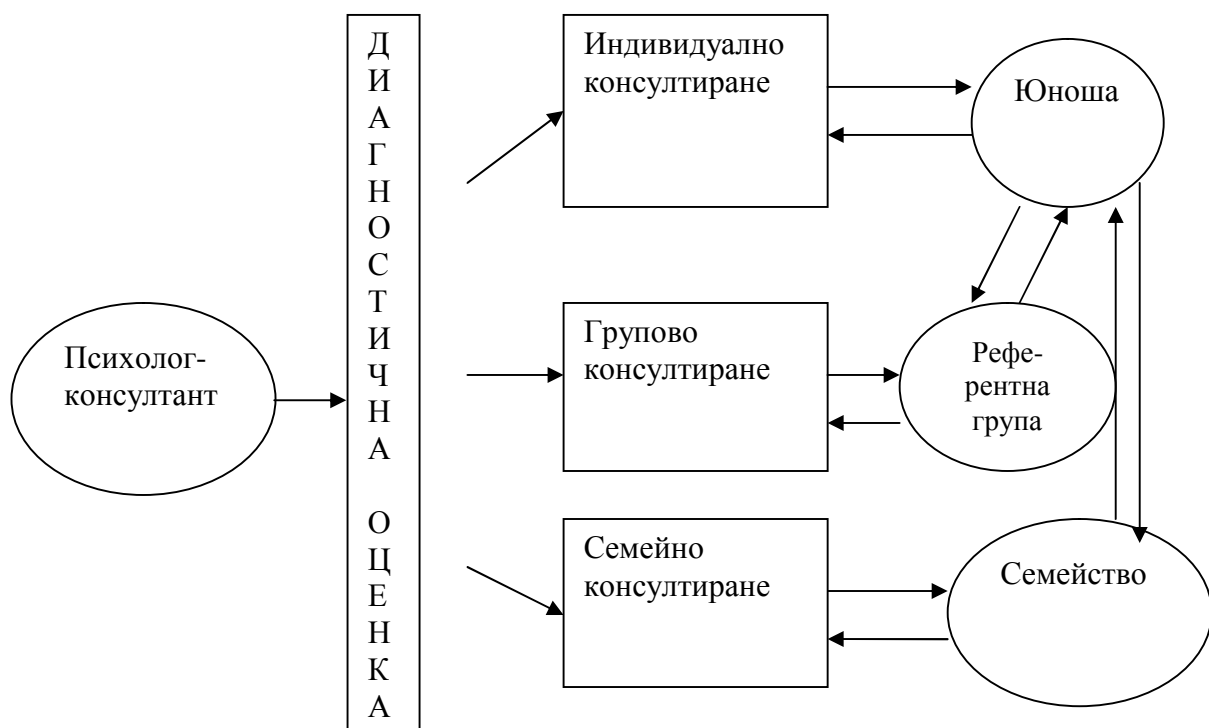 Психолог-
консултант
Д
И
А
Г
Н
О
С
Т
И
Ч
Н
А
О
Ц
Е
Н
К
А
Индивидуално
консултиране
Юноша
Групово
консултиране
Рефе-
рентна
група
Семейно
консултиране
Семейство